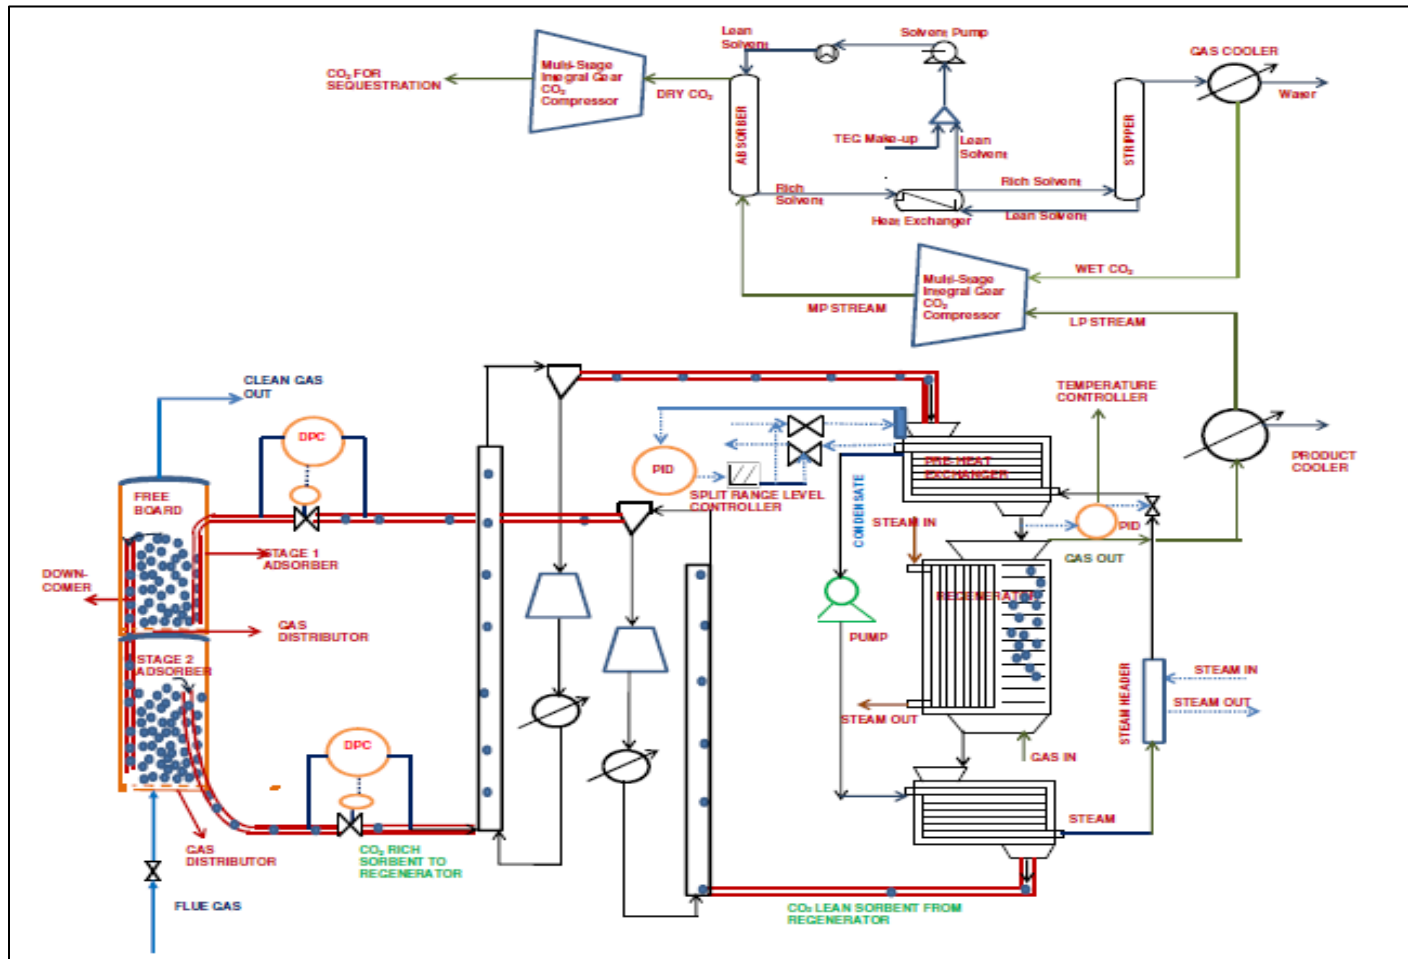 Lean
Solvent
Solvent Pump
GAS COOLER
Multi-Stage
Integral Gear
CO₂
Compressor
CO₂ FOR
SEQUESTRATION
DRY CO₂
Water
ABSORBER
STRIPPER
TEG Make-up
Lean
Solvent
Rich
Solvent
Rich Solvent
Heat Exchanger
Lean Solvent
WET CO₂
Multi-Stage
Integral Gear
CO₂
Compressor
MP STREAM
LP STREAM
CLEAN GAS
OUT
TEMPERATURE
CONTROLLER
DPC
PRODUCT
COOLER
PID
PRE-HEAT
EXCHANGER
SPLIT RANGE LEVEL
CONTROLLER
FREE
BOARD
CONDENSATE
STEAM IN
PID
GAS OUT
STAGE 1
ADSORBER
DOWN-
COMER
REGENERATOR
GAS
DISTRIBUTOR
PUMP
STAGE 2
ADSORBER
STEAM HEADER
STEAM IN
STEAM OUT
STEAM OUT
DPC
GAS IN
STEAM
GAS
DISTRIBUTOR
CO₂ RICH
SORBENT TO
REGENERATOR
FLUE GAS
CO₂ LEAN SORBENT FROM
REGENERATOR